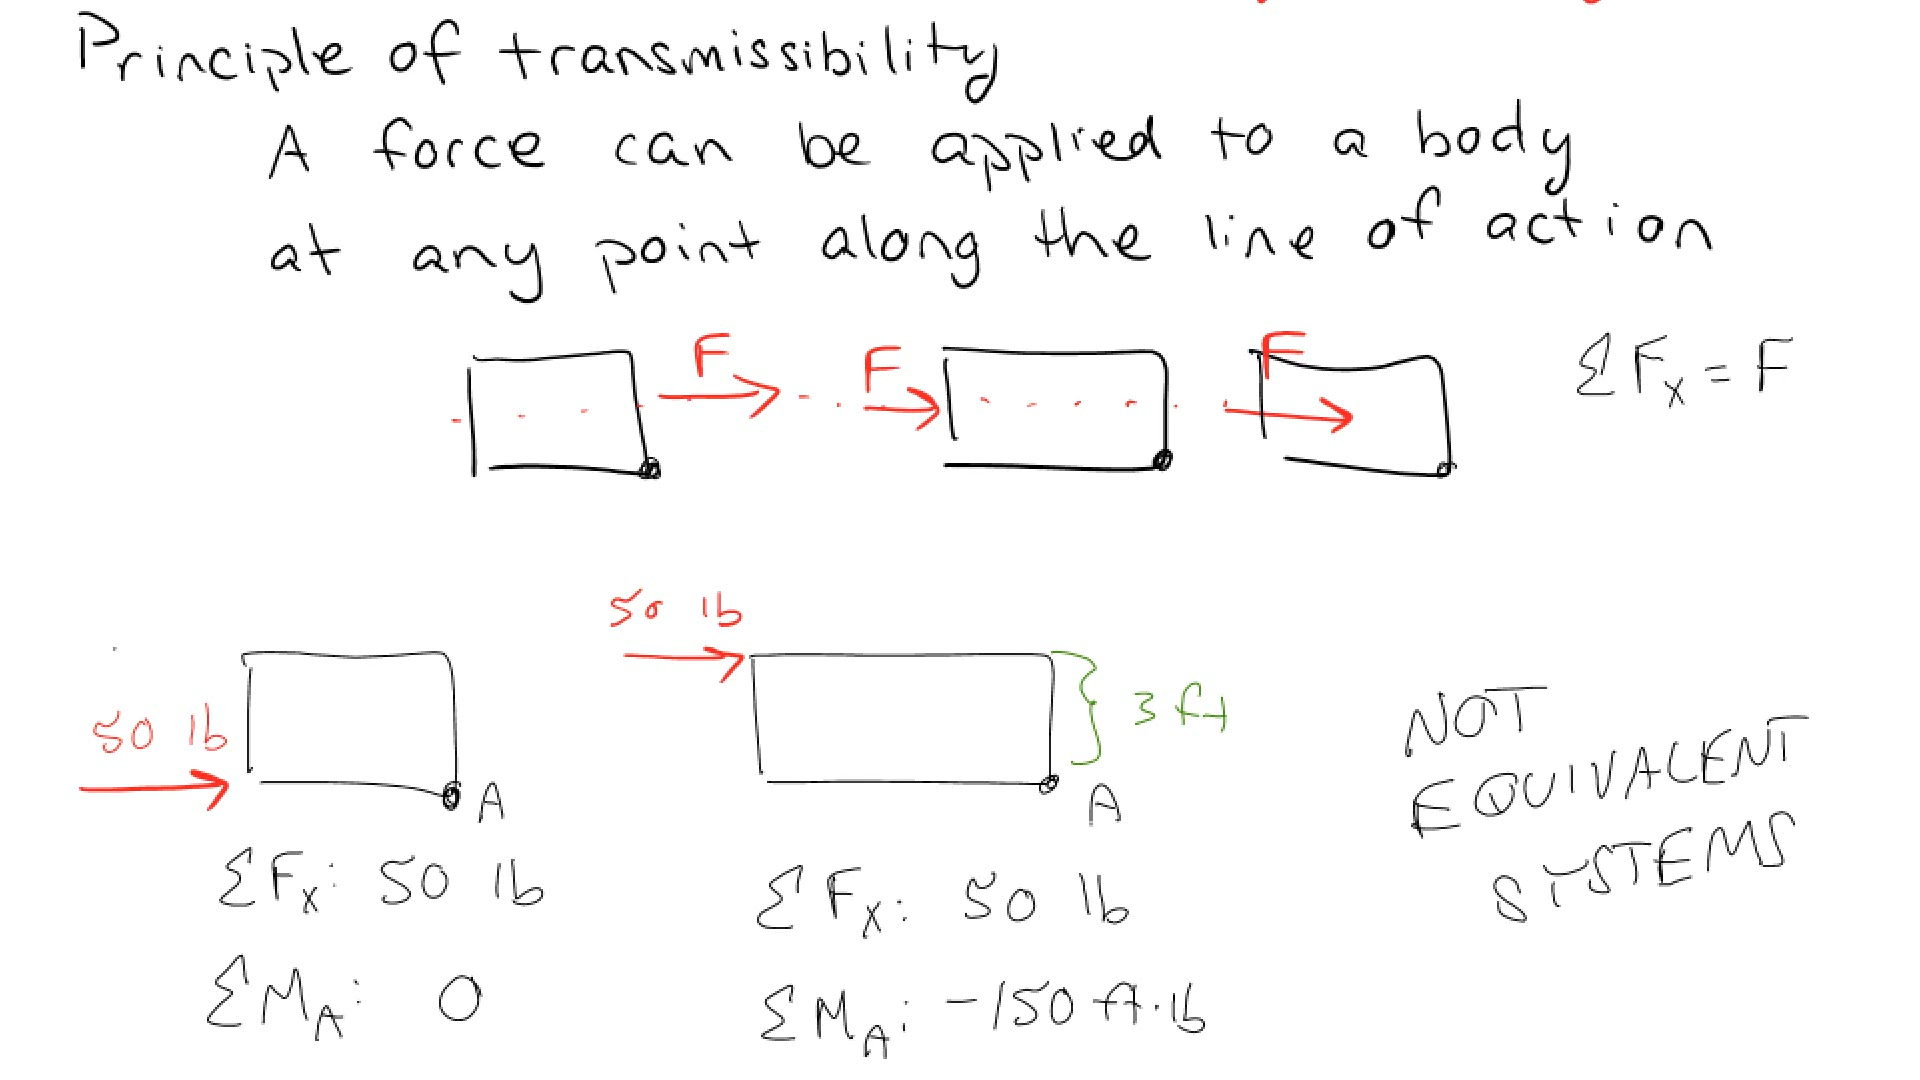 Principle of transmissibility
A force can be applied to a body
at any point along the line of action
F F F ΣFx = F
50 lb
50 lb
3 ft
A A
NOT
EQUIVALENT
SYSTEMS
ΣFx: 50 lb
ΣMA: 0
ΣFx: 50 lb
ΣMA: -150 ft·lb